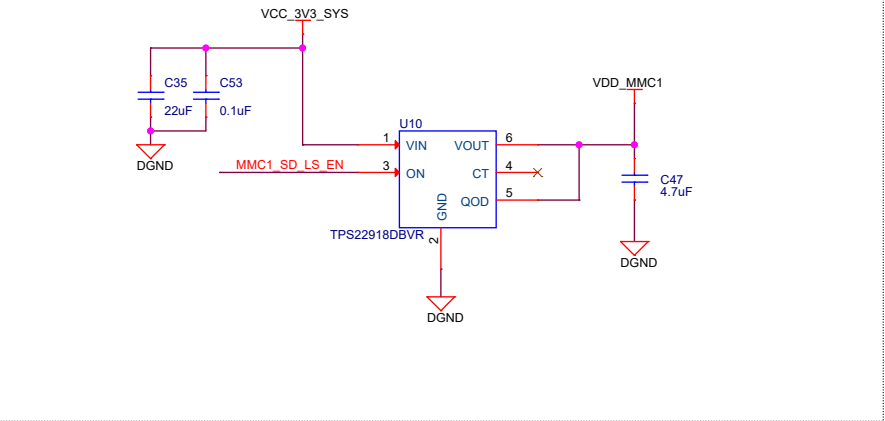 VCC_3V3_SYS
C35
C53
22uF
0.1uF
DGND
VDD_MMC1
U10
1
VIN
VOUT
6
MMC1_SD_LS_EN
3
ON
CT
4
QOD
5
GND
2
TPS22918DBVR
C47
4.7uF
DGND
DGND